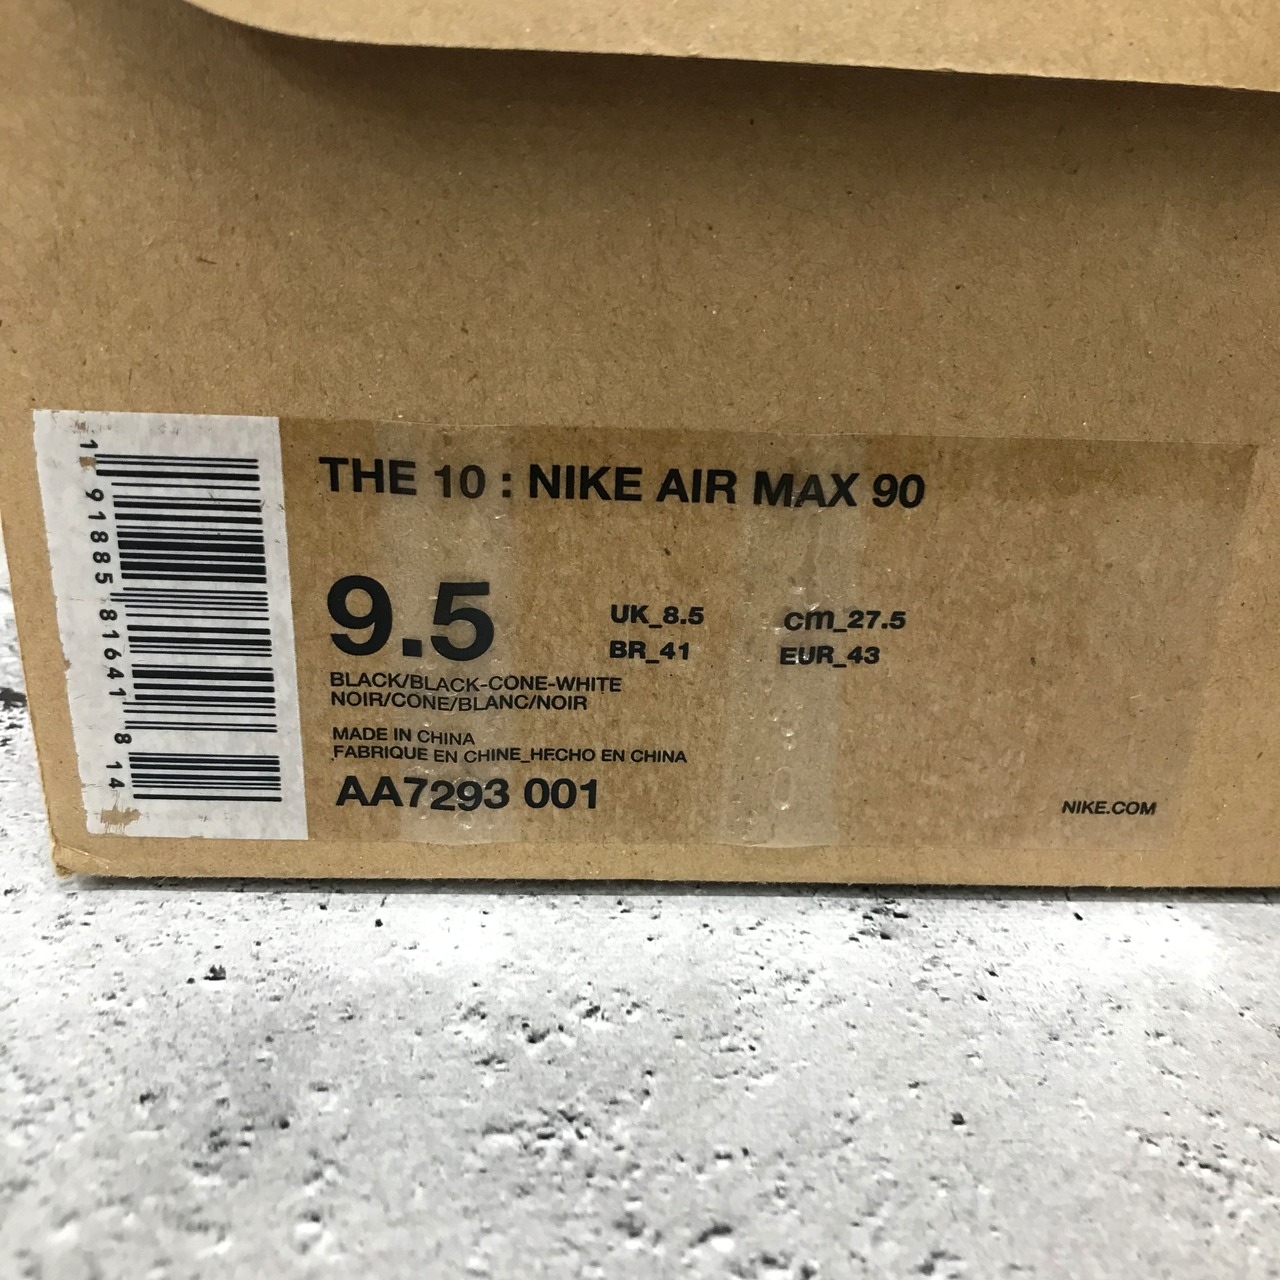 1 91885 81641 8 14
THE 10 : NIKE AIR MAX 90
9.5
UK_8.5 cm_27.5
BR_41 EUR_43
BLACK/BLACK-CONE-WHITE
NOIR/CONE/BLANC/NOIR
MADE IN CHINA
FABRIQUE EN CHINE_HECHO EN CHINA
AA7293 001
NIKE.COM